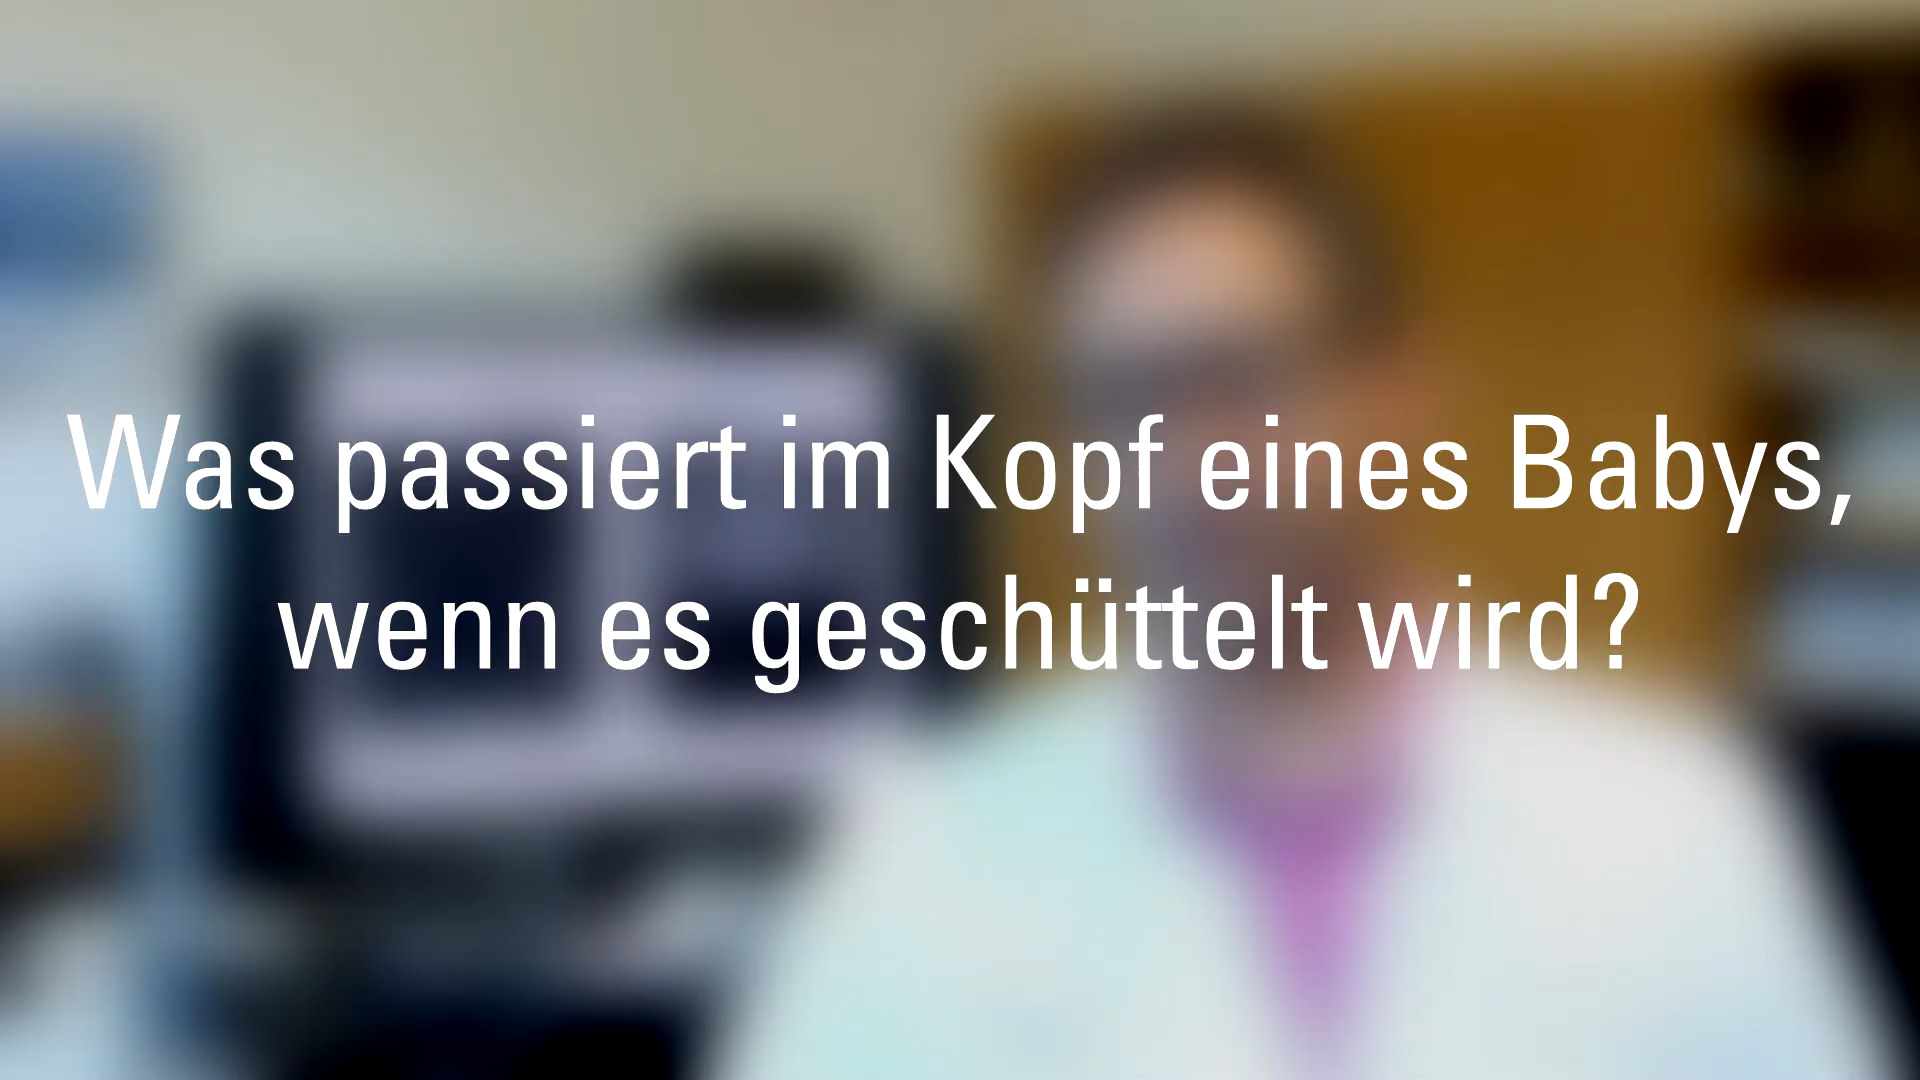 Was passiert im Kopf eines Babys,
wenn es geschüttelt wird?